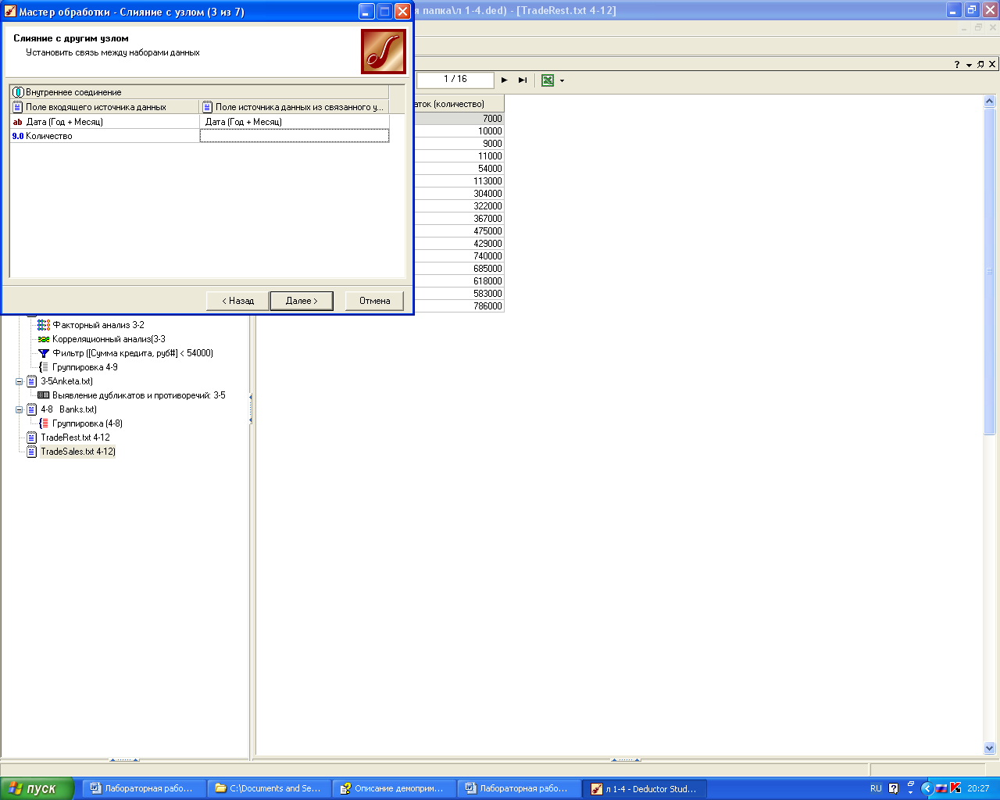 Мастер обработки - Слияние с узлом (3 из 7)
я папка\л 1-4.ded) - [TradeRest.txt 4-12]
Слияние с другим узлом
Установить связь между наборами данных
1 / 16
Внутреннее соединение
Поле входящего источника данных
Поле источника данных из связанного у...
ab Дата (Год + Месяц)
Дата (Год + Месяц)
9.0 Количество
< Назад
Далее >
Отмена
аток (количество)
7000
10000
9000
11000
54000
113000
304000
322000
367000
475000
429000
740000
685000
618000
583000
786000
Факторный анализ 3-2
Корреляционный анализ(3-3
Фильтр ([Сумма кредита, руб#] < 54000)
Группировка 4-9
3-5Anketa.txt)
Выявление дубликатов и противоречий: 3-5
4-8 Banks.txt)
Группировка (4-8)
TradeRest.txt 4-12
TradeSales.txt 4-12)
пуск
Лабораторная рабо...
C:\Documents and Se...
Описание демоприм...
Лабораторная рабо...
л 1-4 - Deductor Stud...
RU
20:27